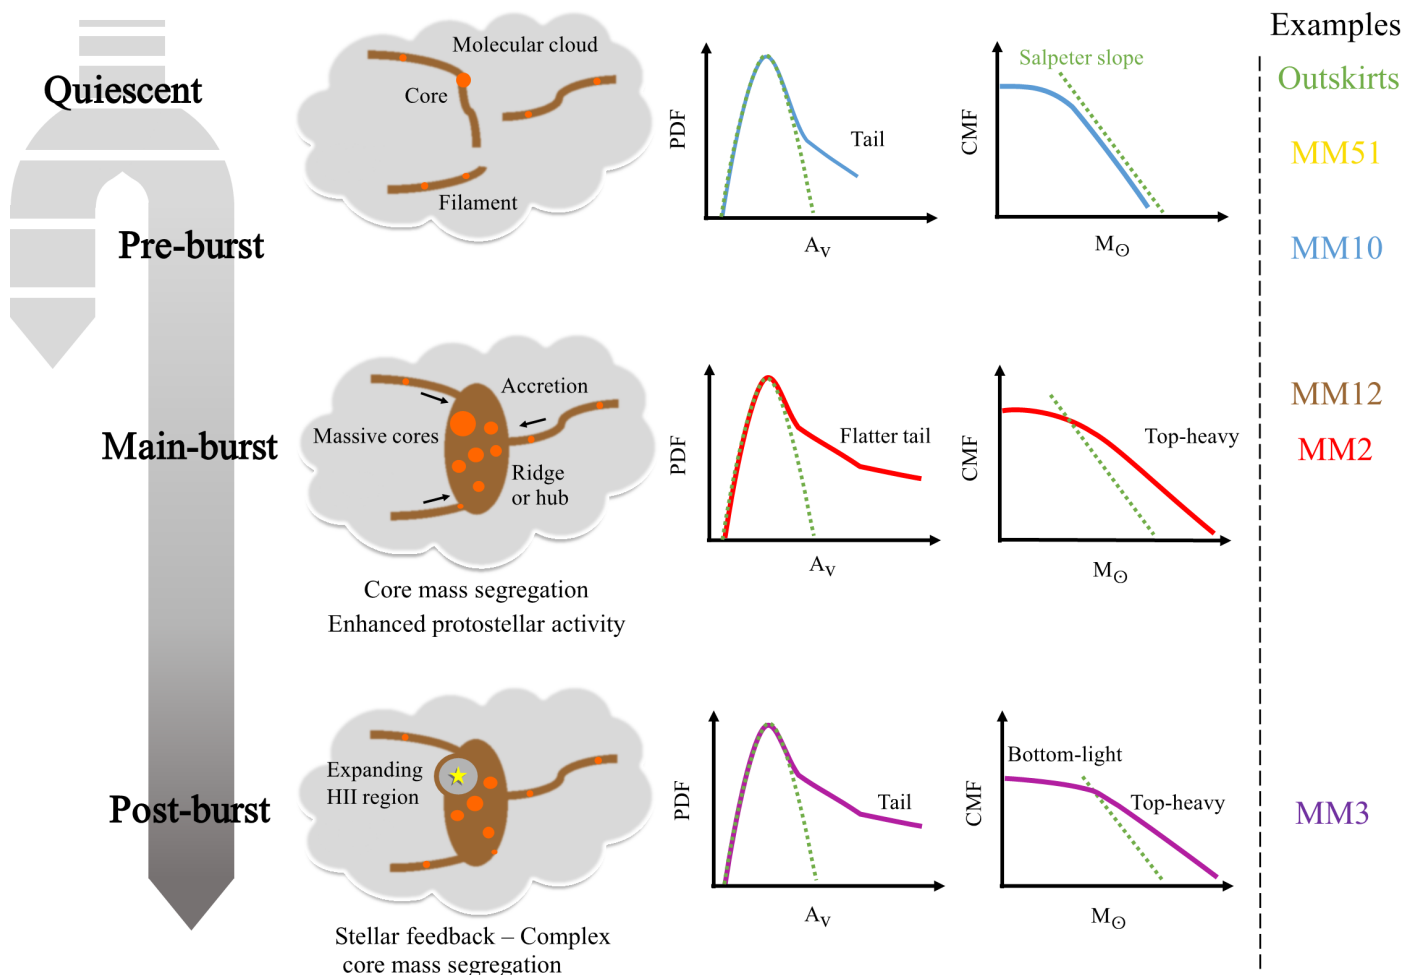 Examples
Quiescent
Molecular cloud
Core
Filament
PDF
Tail
A_V
CMF
Salpeter slope
M_⊙
Outskirts
MM51
Pre-burst
MM10
Main-burst
Accretion
Massive cores
Ridge
or hub
Core mass segregation
Enhanced protostellar activity
PDF
Flatter tail
A_V
CMF
Top-heavy
M_⊙
MM12
MM2
Post-burst
Expanding
HII region
Stellar feedback – Complex
core mass segregation
PDF
Tail
A_V
CMF
Bottom-light
Top-heavy
M_⊙
MM3